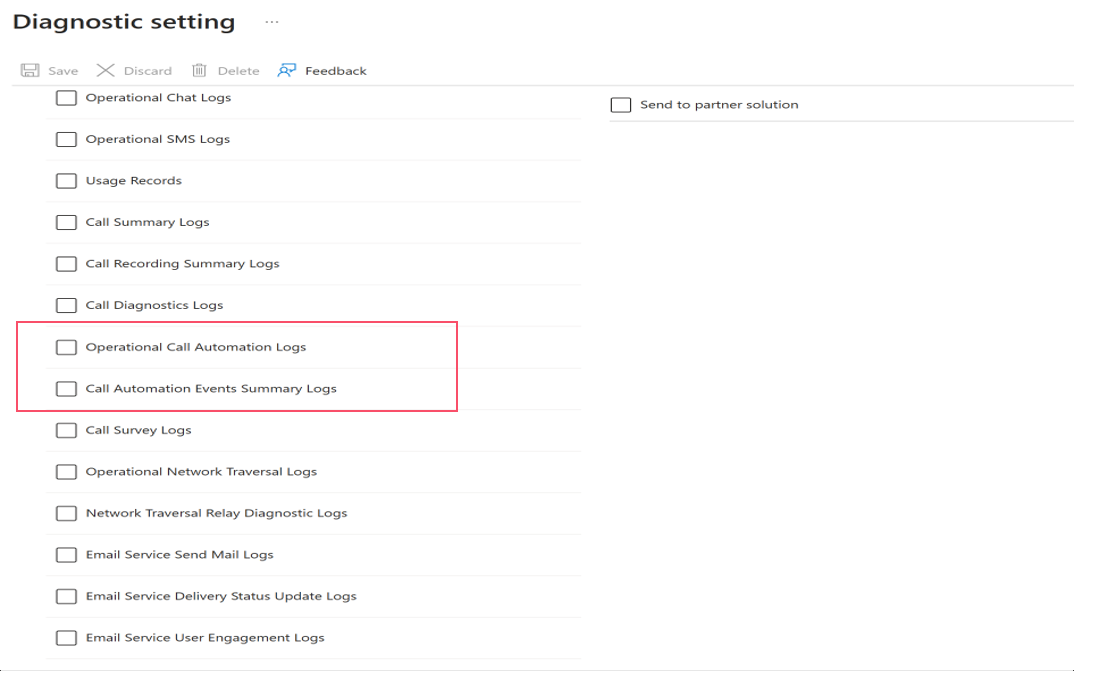 Diagnostic setting ...
Save Discard Delete Feedback
Operational Chat Logs
Operational SMS Logs
Usage Records
Call Summary Logs
Call Recording Summary Logs
Call Diagnostics Logs
Operational Call Automation Logs
Call Automation Events Summary Logs
Call Survey Logs
Operational Network Traversal Logs
Network Traversal Relay Diagnostic Logs
Email Service Send Mail Logs
Email Service Delivery Status Update Logs
Email Service User Engagement Logs
Send to partner solution